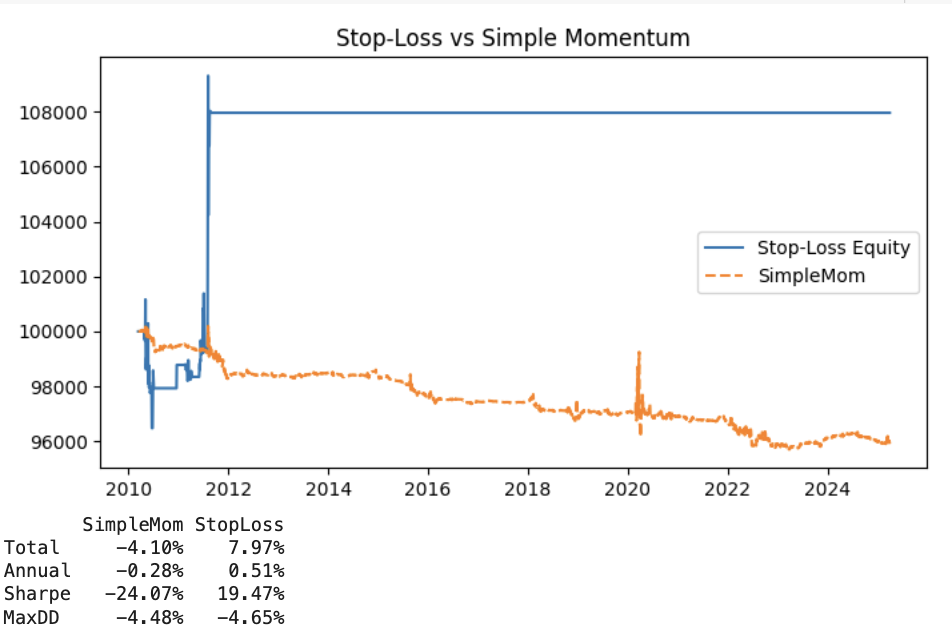 Stop-Loss vs Simple Momentum
108000
106000
104000
102000
100000
98000
96000
Stop-Loss Equity
SimpleMom
2010 2012 2014 2016 2018 2020 2022 2024
SimpleMom StopLoss
Total -4.10% 7.97%
Annual -0.28% 0.51%
Sharpe -24.07% 19.47%
MaxDD -4.48% -4.65%